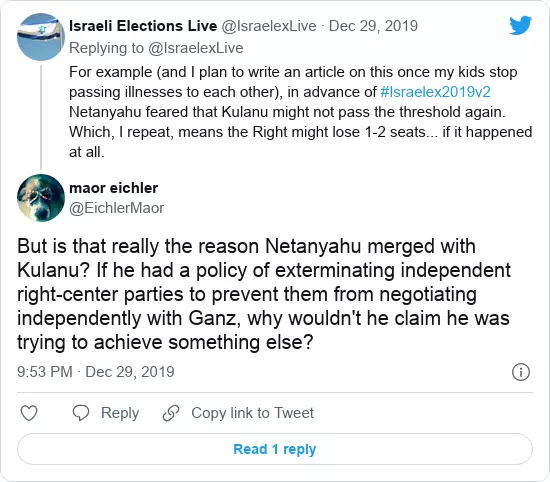 Israeli Elections Live @IsraelexLive · Dec 29, 2019
Replying to @IsraelexLive
For example (and I plan to write an article on this once my kids stop
passing illnesses to each other), in advance of #Israelex2019v2
Netanyahu feared that Kulanu might not pass the threshold again.
Which, I repeat, means the Right might lose 1-2 seats... if it happened
at all.
maor eichler
@EichlerMaor
But is that really the reason Netanyahu merged with
Kulanu? If he had a policy of exterminating independent
right-center parties to prevent them from negotiating
independently with Ganz, why wouldn't he claim he was
trying to achieve something else?
9:53 PM · Dec 29, 2019
Reply Copy link to Tweet
Read 1 reply